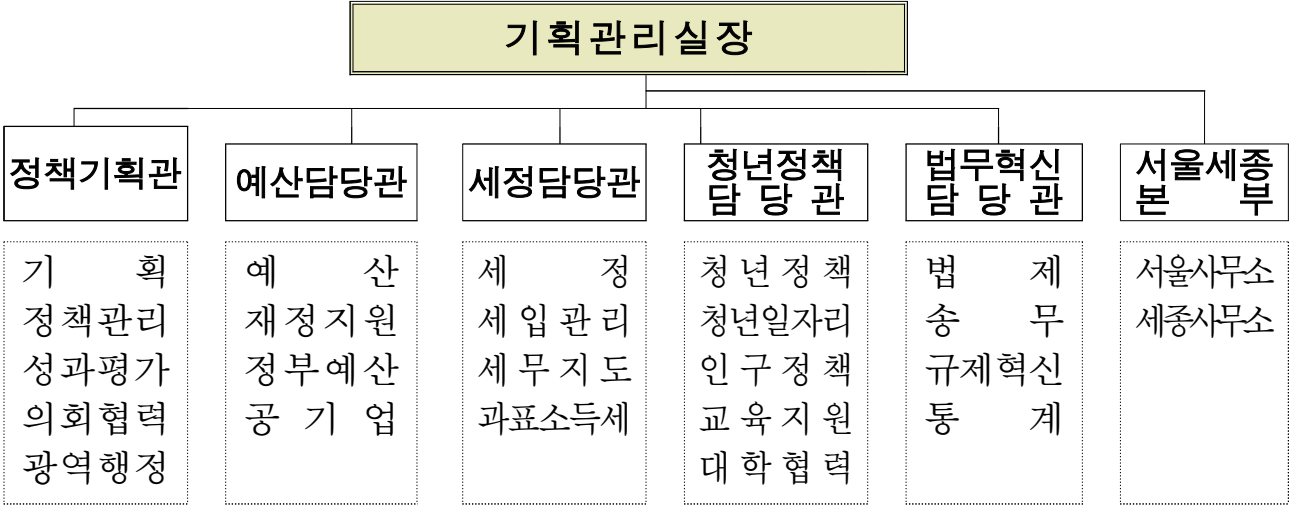 기획관리실장
정책기획관
예산담당관
세정담당관
청년정책
담 당 관
법무혁신
담 당 관
서울세종
본 부
기 획
정책관리
성과평가
의회협력
광역행정
예 산
재정지원
정부예산
공 기 업
세 정
세입관리
세무지도
과표소득세
청년정책
청년일자리
인구정책
교육지원
대학협력
법 제
송 무
규제혁신
통 계
서울사무소
세종사무소